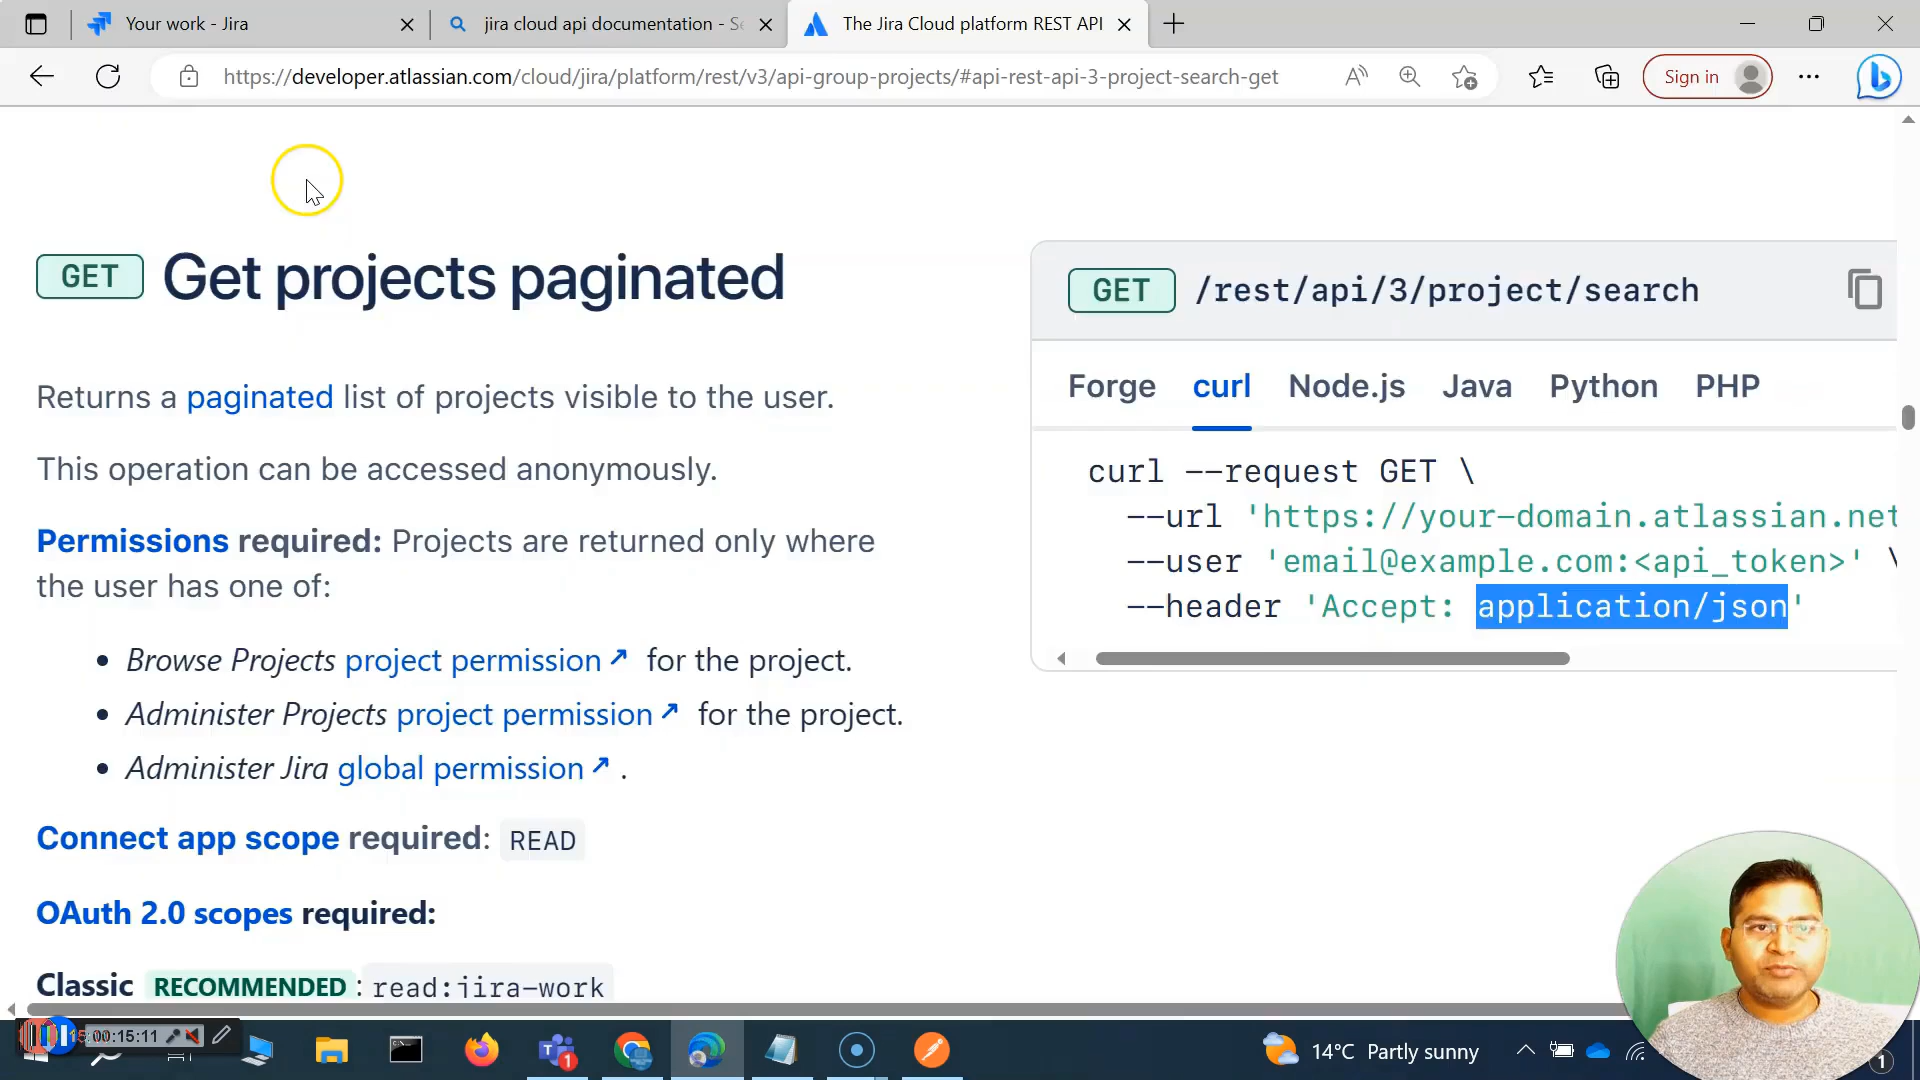 Your work - Jira
jira cloud api documentation - Se
The Jira Cloud platform REST API
https://developer.atlassian.com/cloud/jira/platform/rest/v3/api-group-projects/#api-rest-api-3-project-search-get
Sign in
GET Get projects paginated
Returns a paginated list of projects visible to the user.
This operation can be accessed anonymously.
Permissions required: Projects are returned only where
the user has one of:
• Browse Projects project permission ↗ for the project.
• Administer Projects project permission ↗ for the project.
• Administer Jira global permission ↗ .
Connect app scope required: READ
OAuth 2.0 scopes required:
Classic RECOMMENDED : read:jira-work
GET /rest/api/3/project/search
Forge curl Node.js Java Python PHP
curl --request GET \
--url 'https://your-domain.atlassian.net
--user 'email@example.com:<api_token>' \
--header 'Accept: application/json'
00:15:11
1
14°C Partly sunny
1